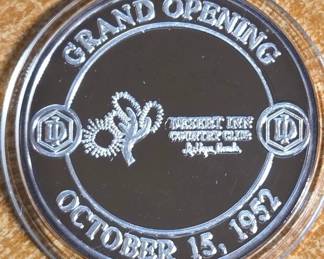 GRAND OPENING
DI
DESERT INN
DI
COUNTRY CLUB
Las Vegas, Nevada
OCTOBER 15, 1952